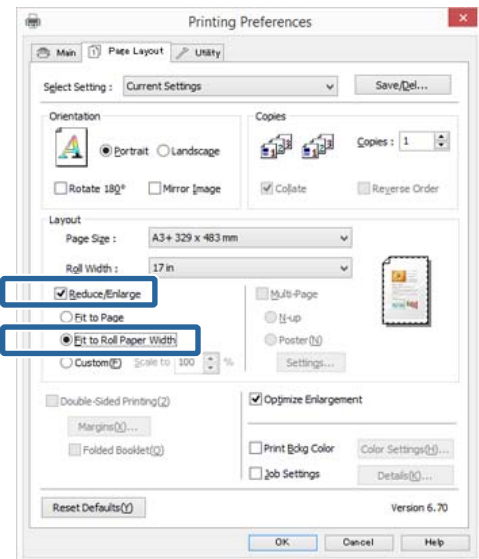 Printing Preferences
Main Page Layout Utility
Select Setting : Current Settings Save/Del...
Orientation Copies
Portrait Landscape Copies : 1
Rotate 180° Mirror Image Collate Reverse Order
Layout
Page Size : A3+ 329 x 483 mm
Roll Width : 17 in
Reduce/Enlarge Multi-Page
Fit to Page N-up
Fit to Roll Paper Width Poster(N)
Custom(F) Scale to 100 % Settings...
Double-Sided Printing(2) Optimize Enlargement
Margins(X)...
Folded Booklet(Q) Print Bckg Color Color Settings(H)...
Job Settings Details(K)...
Reset Defaults(Y) Version 6.70
OK Cancel Help